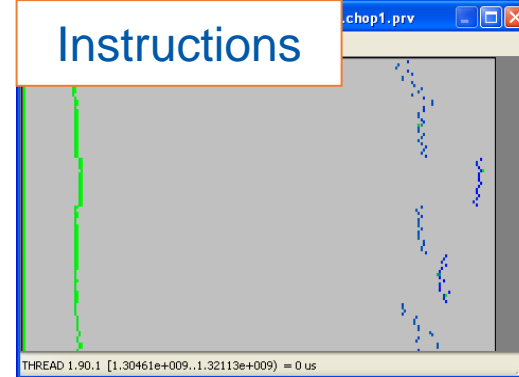 .chop1.prv
Instructions
THREAD 1.90.1 [1.30461e+009..1.32113e+009) = 0 us